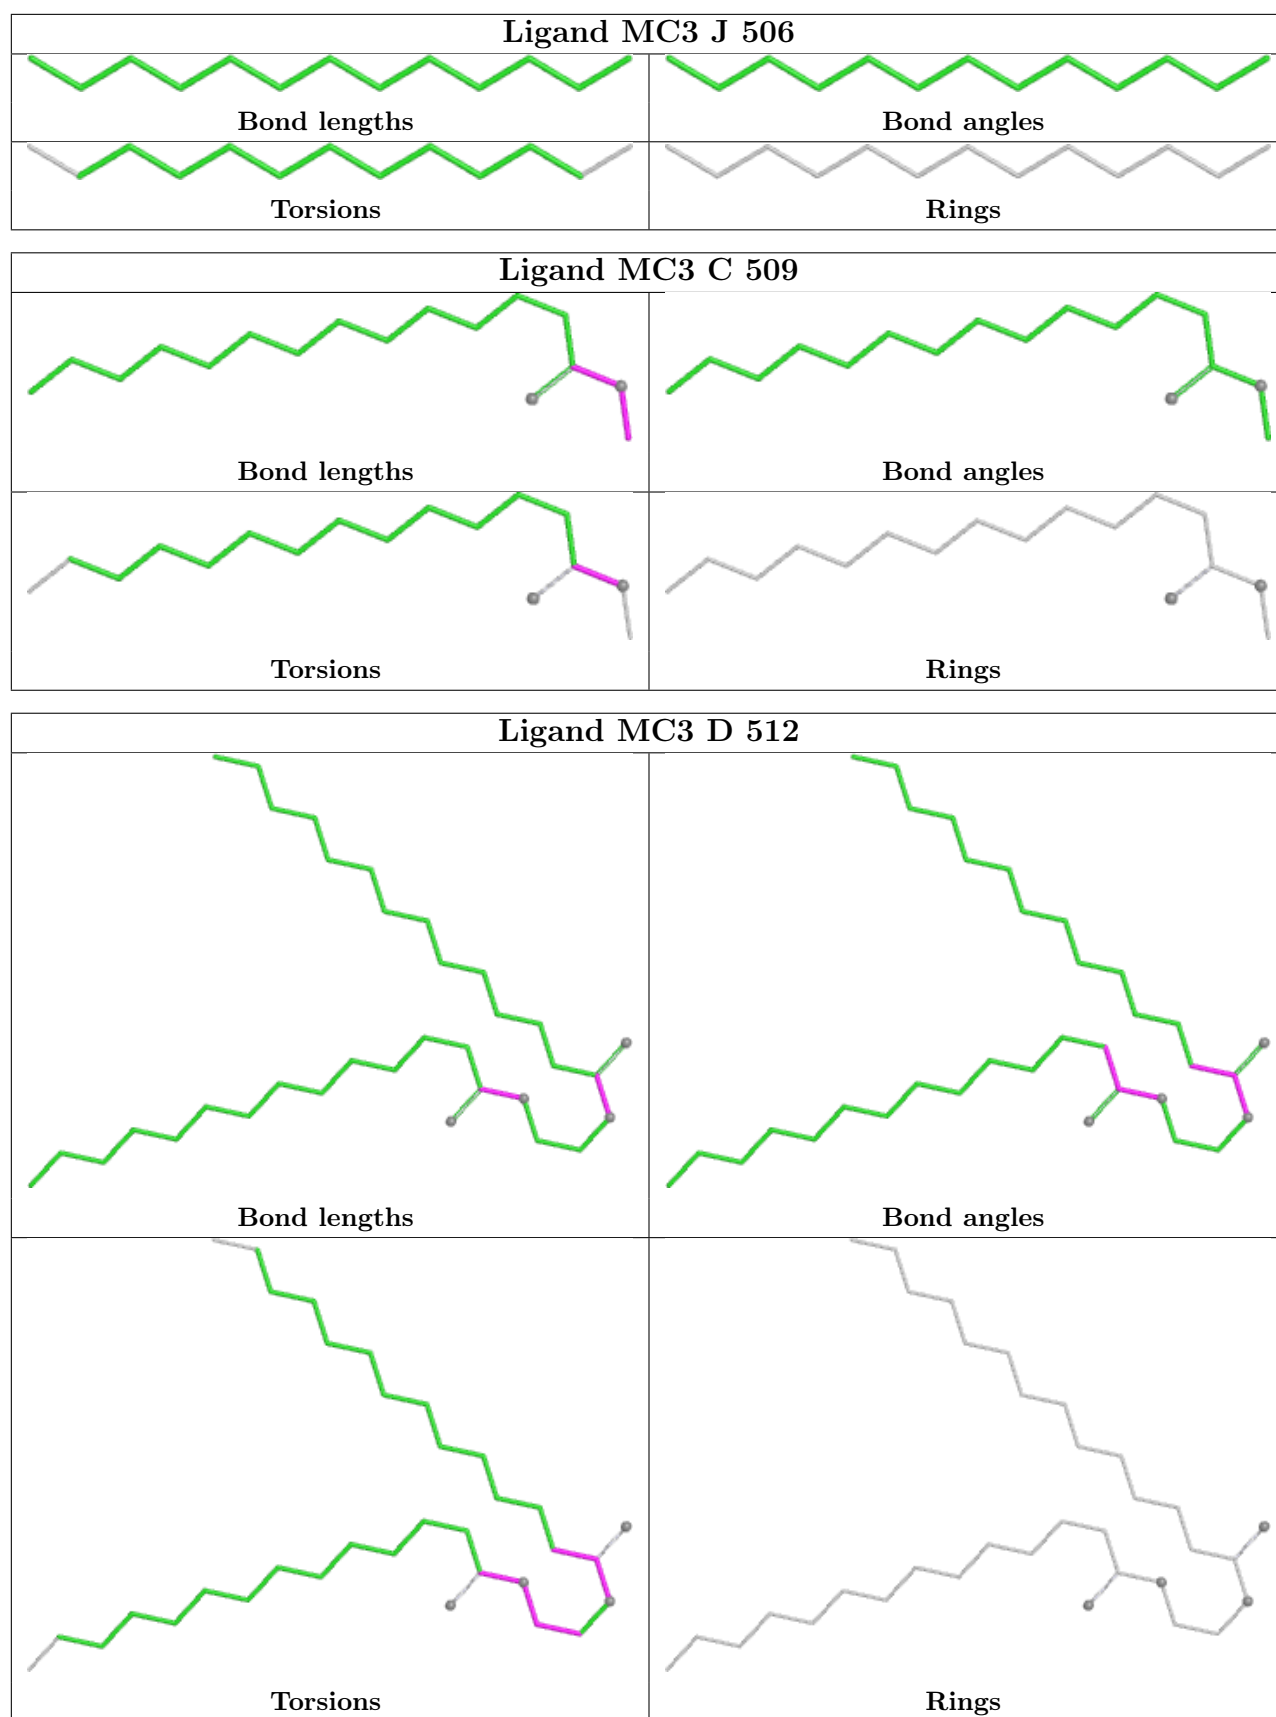 Ligand MC3 J 506
Bond lengths
Bond angles
Torsions
Rings
Ligand MC3 C 509
Bond lengths
Bond angles
Torsions
Rings
Ligand MC3 D 512
Bond lengths
Bond angles
Torsions
Rings